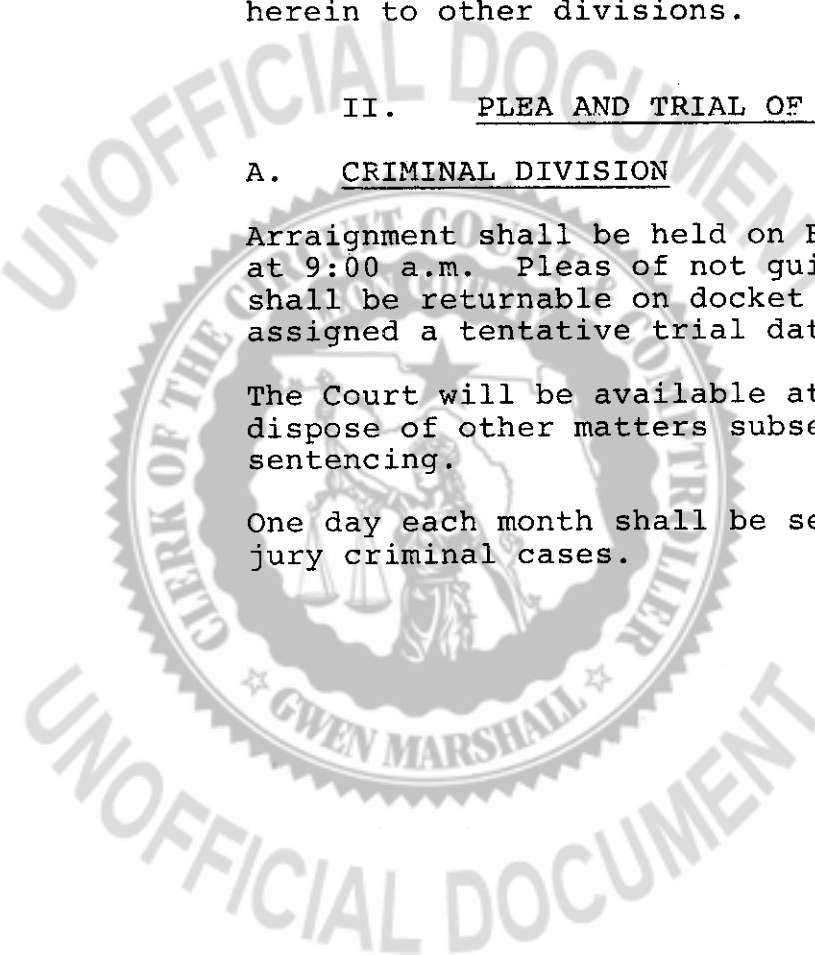 herein to other divisions.
II. PLEA AND TRIAL OF
A. CRIMINAL DIVISION
Arraignment shall be held on
at 9:00 a.m. Pleas of not gui
shall be returnable on docket
assigned a tentative trial dat
The Court will be available at
dispose of other matters subse
sentencing.
One day each month shall be se
jury criminal cases.
UNOFFICIAL DOCUMENT
CLERK OF THE CIRCUIT COURT & COMPTROLLER
GWEN MARSHALL
UNOFFICIAL DOCUMENT